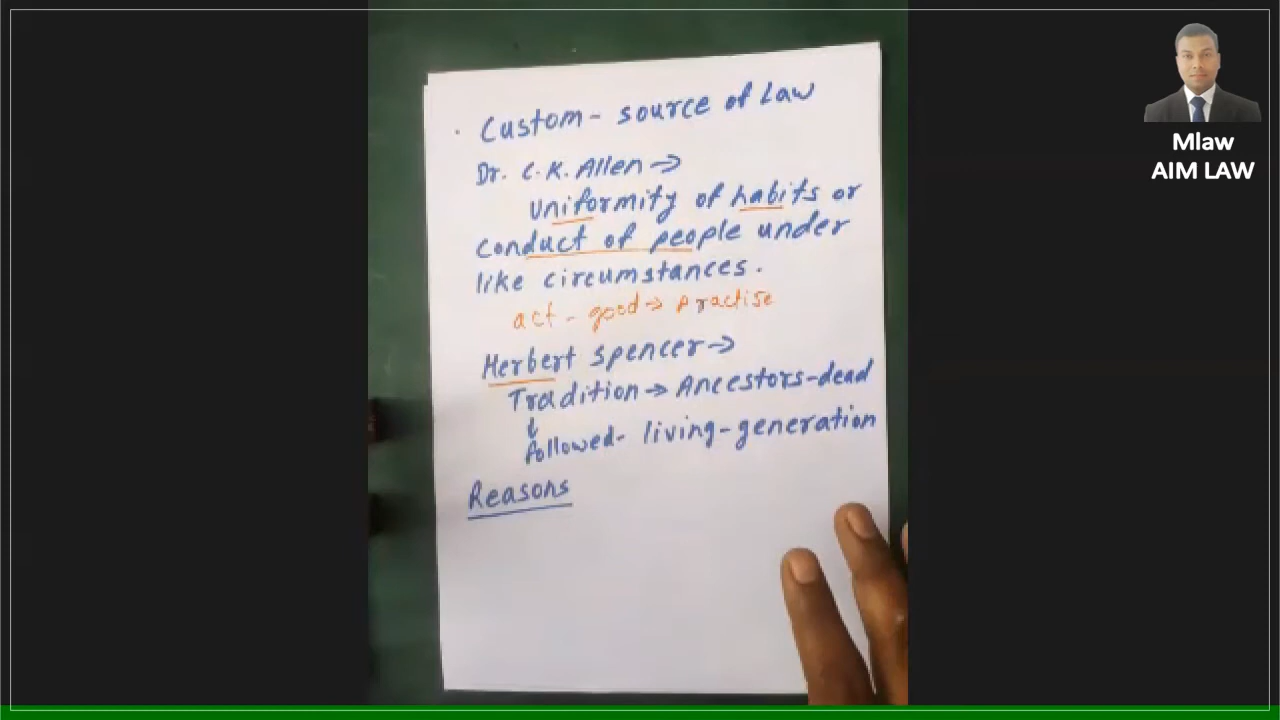 Custom - source of Law
Dr. C.K. Allen →
Uniformity of habits or
conduct of people under
like circumstances.
act - good → practise
Herbert spencer →
Tradition → Ancestors-dead
↓
followed- living-generation
Reasons
Mlaw
AIM LAW